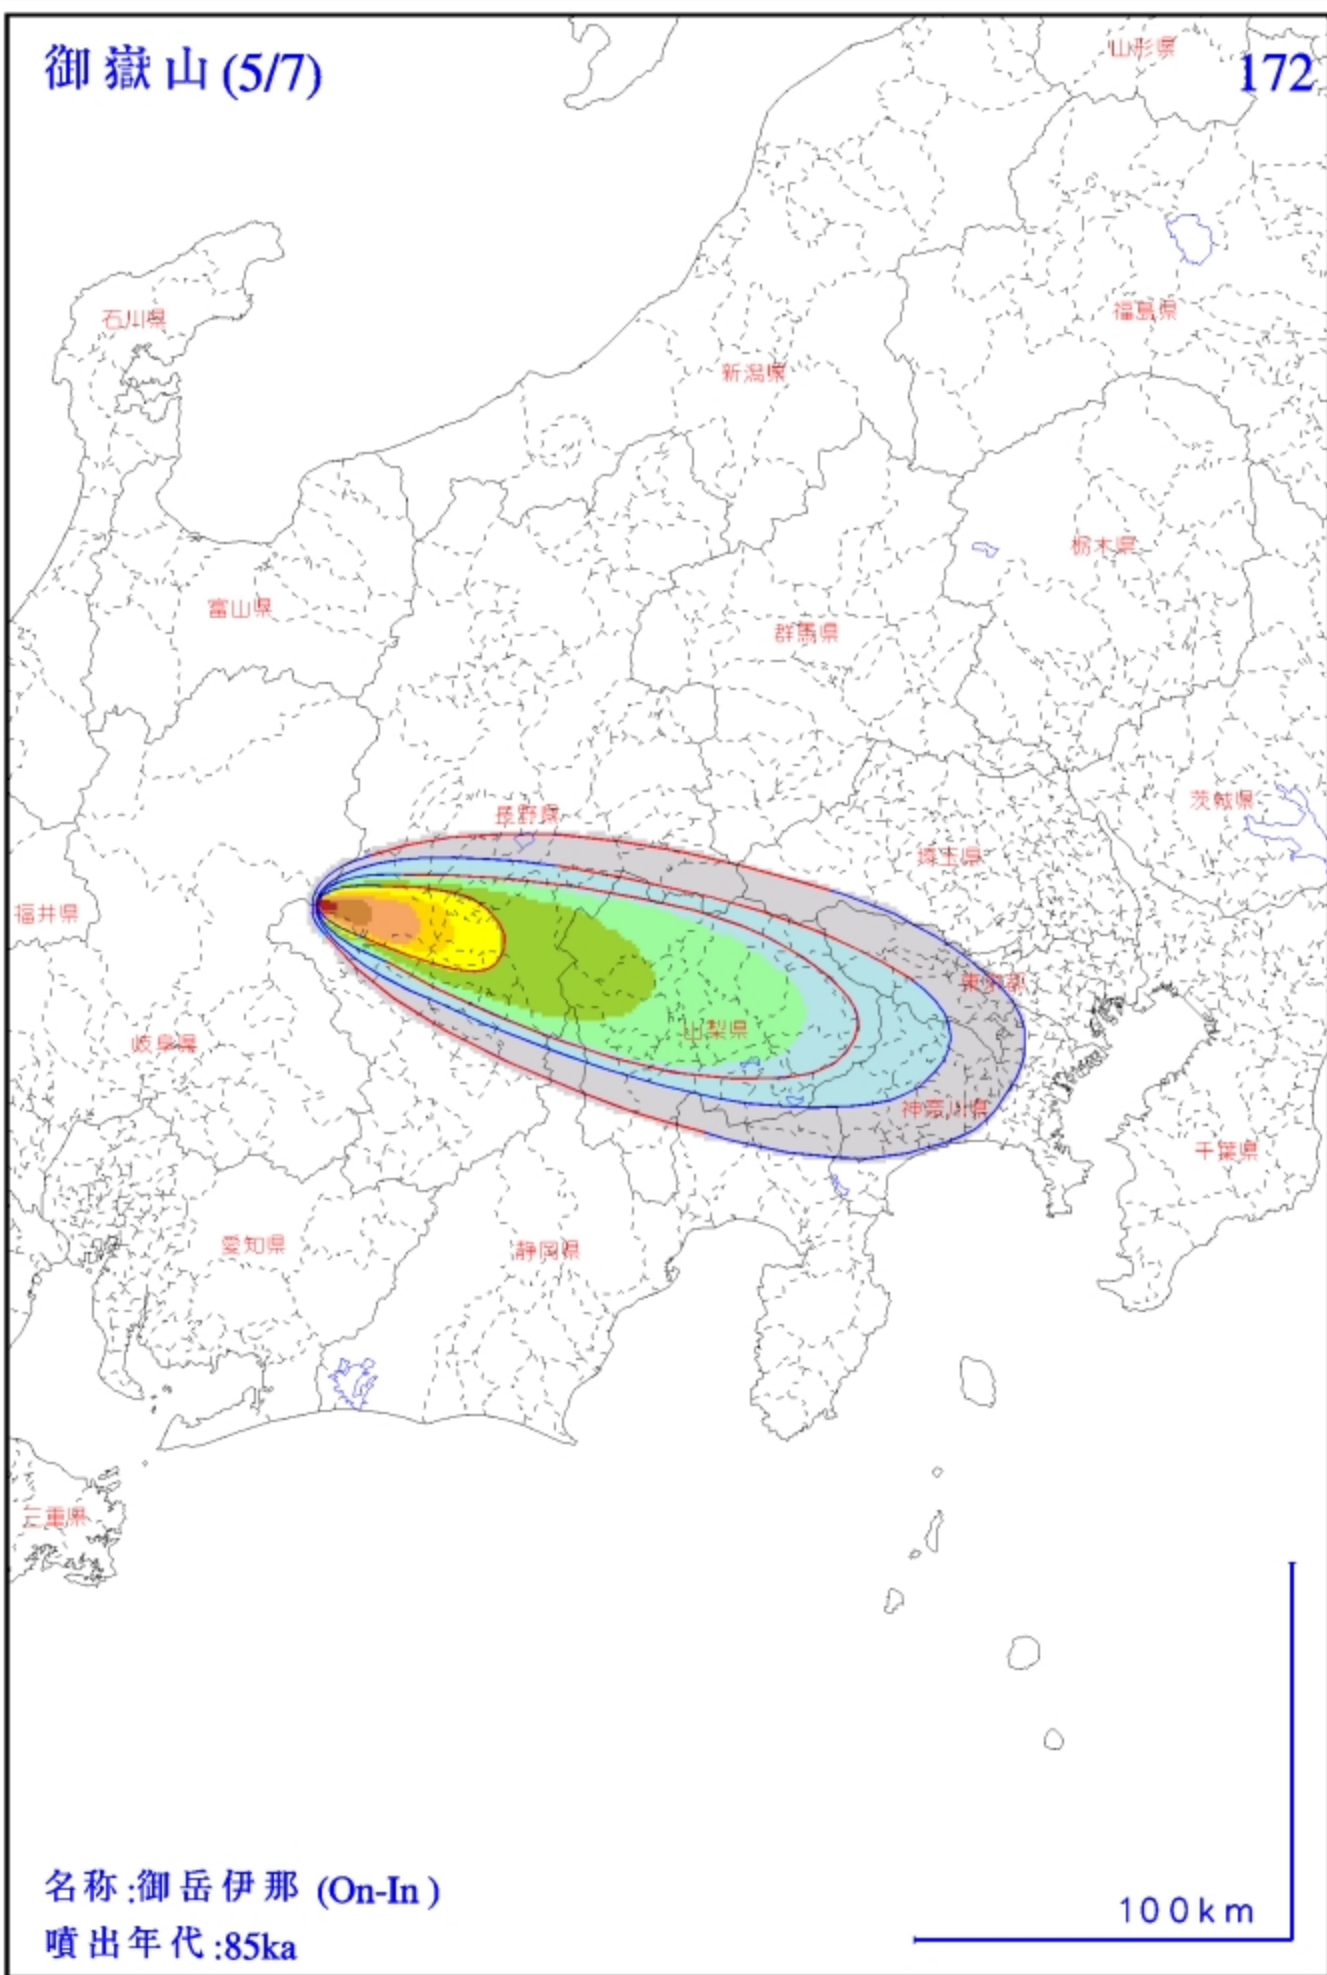 御嶽山 (5/7)
172
山形県
石川県
福島県
新潟県
栃木県
富山県
群馬県
茨城県
長野県
埼玉県
福井県
東京都
山梨県
岐阜県
神奈川県
千葉県
愛知県
静岡県
三重県
名称:御岳伊那 (On-In )
噴出年代:85ka
100km